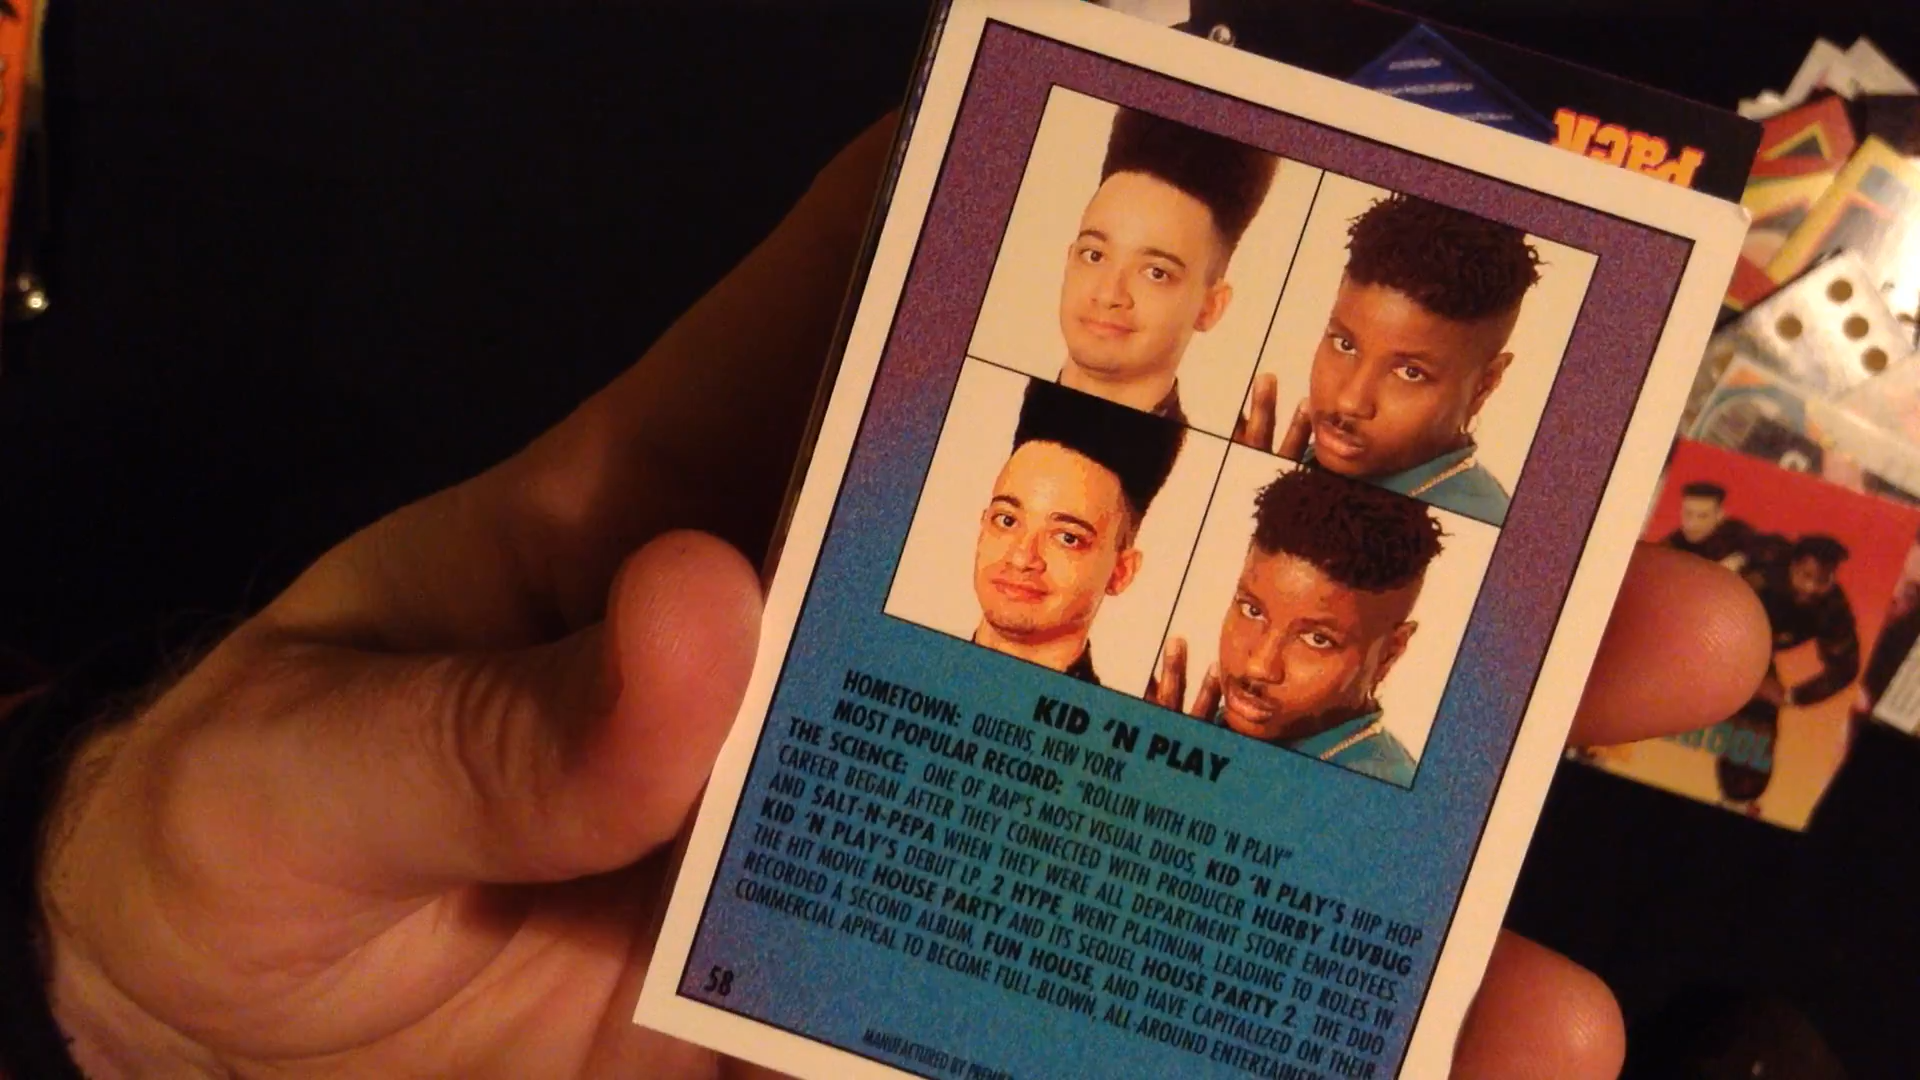 pack
KID 'N PLAY
HOMETOWN: QUEENS, NEW YORK
MOST POPULAR RECORD: "ROLLIN WITH KID 'N PLAY"
THE SCIENCE: ONE OF RAP'S MOST VISUAL DUOS, KID 'N PLAY'S HIP HOP
CAREER BEGAN AFTER THEY CONNECTED WITH PRODUCER HURBY LUVBUG
AND SALT-N-PEPA WHEN THEY WERE ALL DEPARTMENT STORE EMPLOYEES.
KID 'N PLAY'S DEBUT LP, 2 HYPE, WENT PLATINUM, LEADING TO ROLES IN
THE HIT MOVIE HOUSE PARTY AND ITS SEQUEL HOUSE PARTY 2. THE DUO
RECORDED A SECOND ALBUM, FUN HOUSE, AND HAVE CAPITALIZED ON THEIR
COMMERCIAL APPEAL TO BECOME FULL-BLOWN, ALL-AROUND ENTERTAINERS
58
MANUFACTURED BY